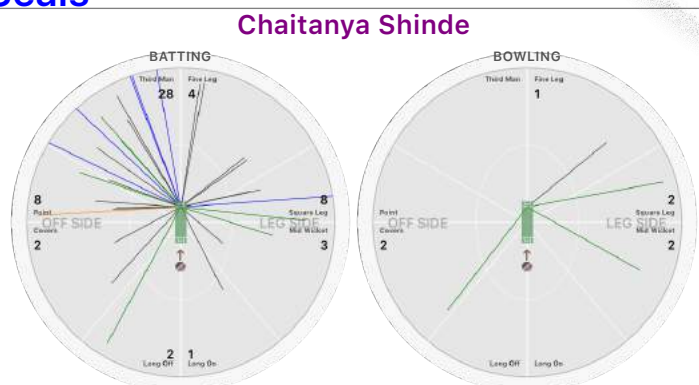 Chaitanya Shinde
BATTING
Third Man Fine Leg
28 4
8 8
Point Square Leg
OFF SIDE LEG SIDE
Covers Mid Wicket
2 3
2 1
Long Off Long On
BOWLING
Third Man Fine Leg
1
2
Point Square Leg
OFF SIDE LEG SIDE
Covers Mid Wicket
2 2
Long Off Long On